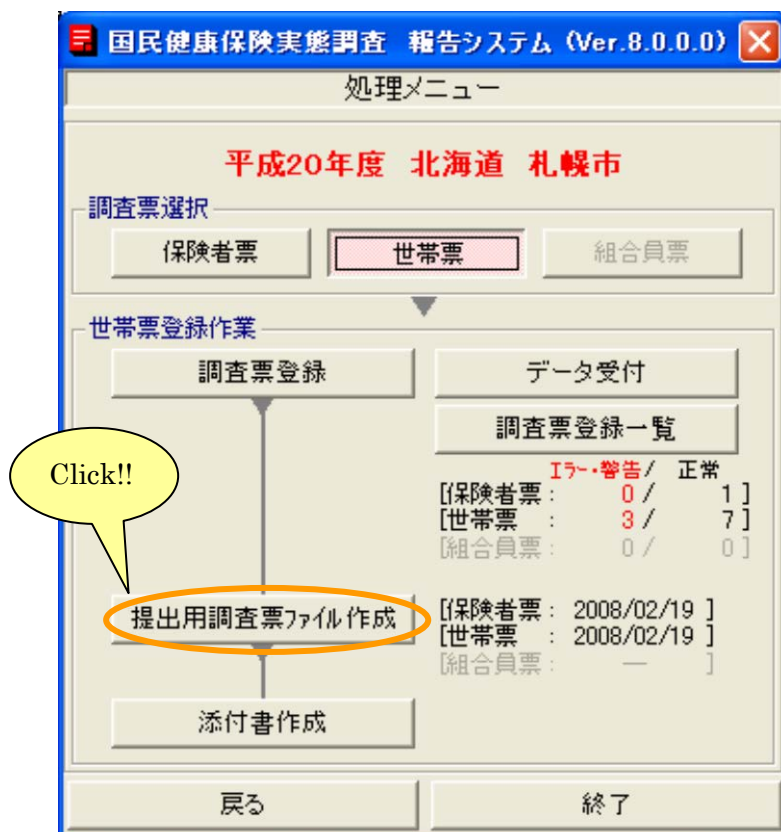 国民健康保険実態調査 報告システム (Ver.8.0.0.0)
処理メニュー
平成20年度 北海道 札幌市
調査票選択
保険者票 世帯票 組合員票
世帯票登録作業
調査票登録 データ受付
調査票登録一覧
エラー・警告/ 正常
[保険者票: 0/ 1]
[世帯票 : 3/ 7]
[組合員票: 0/ 0]
Click!!
提出用調査票ファイル作成
[保険者票: 2008/02/19 ]
[世帯票 : 2008/02/19 ]
[組合員票: — ]
添付書作成
戻る 終了